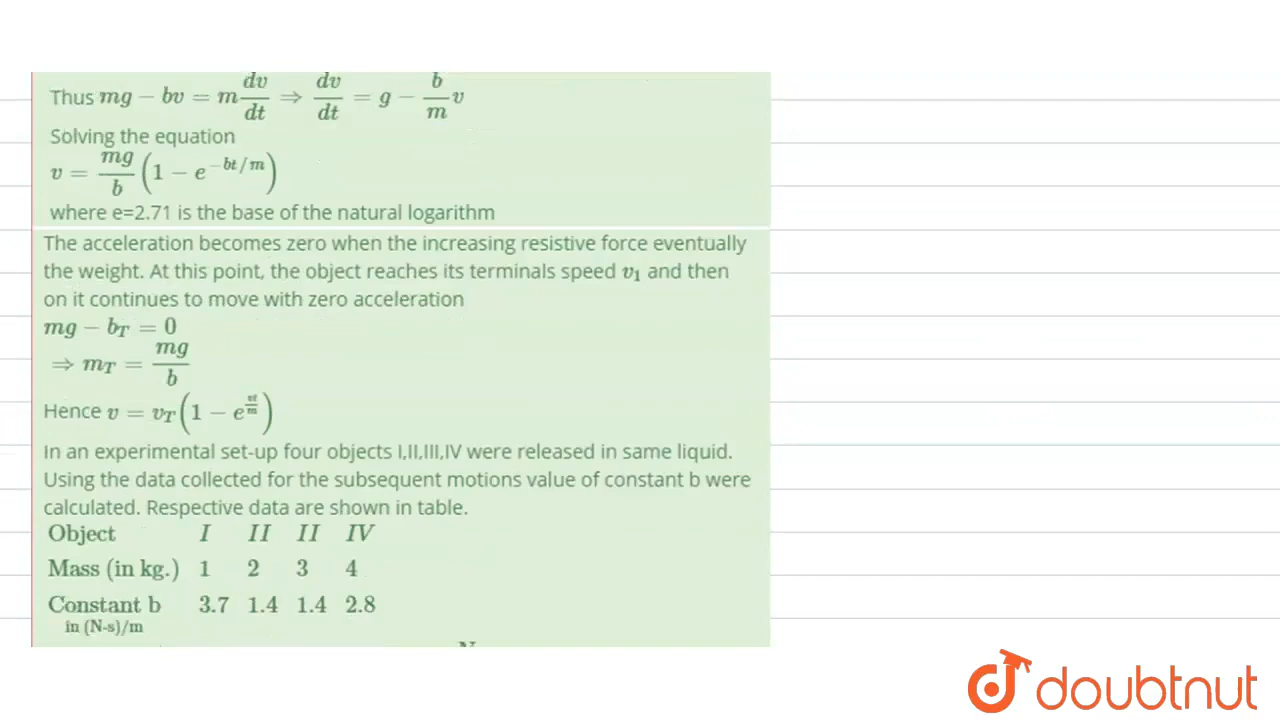 Thus mg − bv = m dv/dt ⇒ dv/dt = g − b/m v
Solving the equation
v = mg/b (1 − e^(−bt/m))
where e=2.71 is the base of the natural logarithm
The acceleration becomes zero when the increasing resistive force eventually
the weight. At this point, the object reaches its terminals speed v₁ and then
on it continues to move with zero acceleration
mg − b_T = 0
⇒ m_T = mg/b
Hence v = v_T (1 − e^(vt/m))
In an experimental set-up four objects I,II,III,IV were released in same liquid.
Using the data collected for the subsequent motions value of constant b were
calculated. Respective data are shown in table.
Object I II II IV
Mass (in kg.) 1 2 3 4
Constant b 3.7 1.4 1.4 2.8
in (N-s)/m
doubtnut